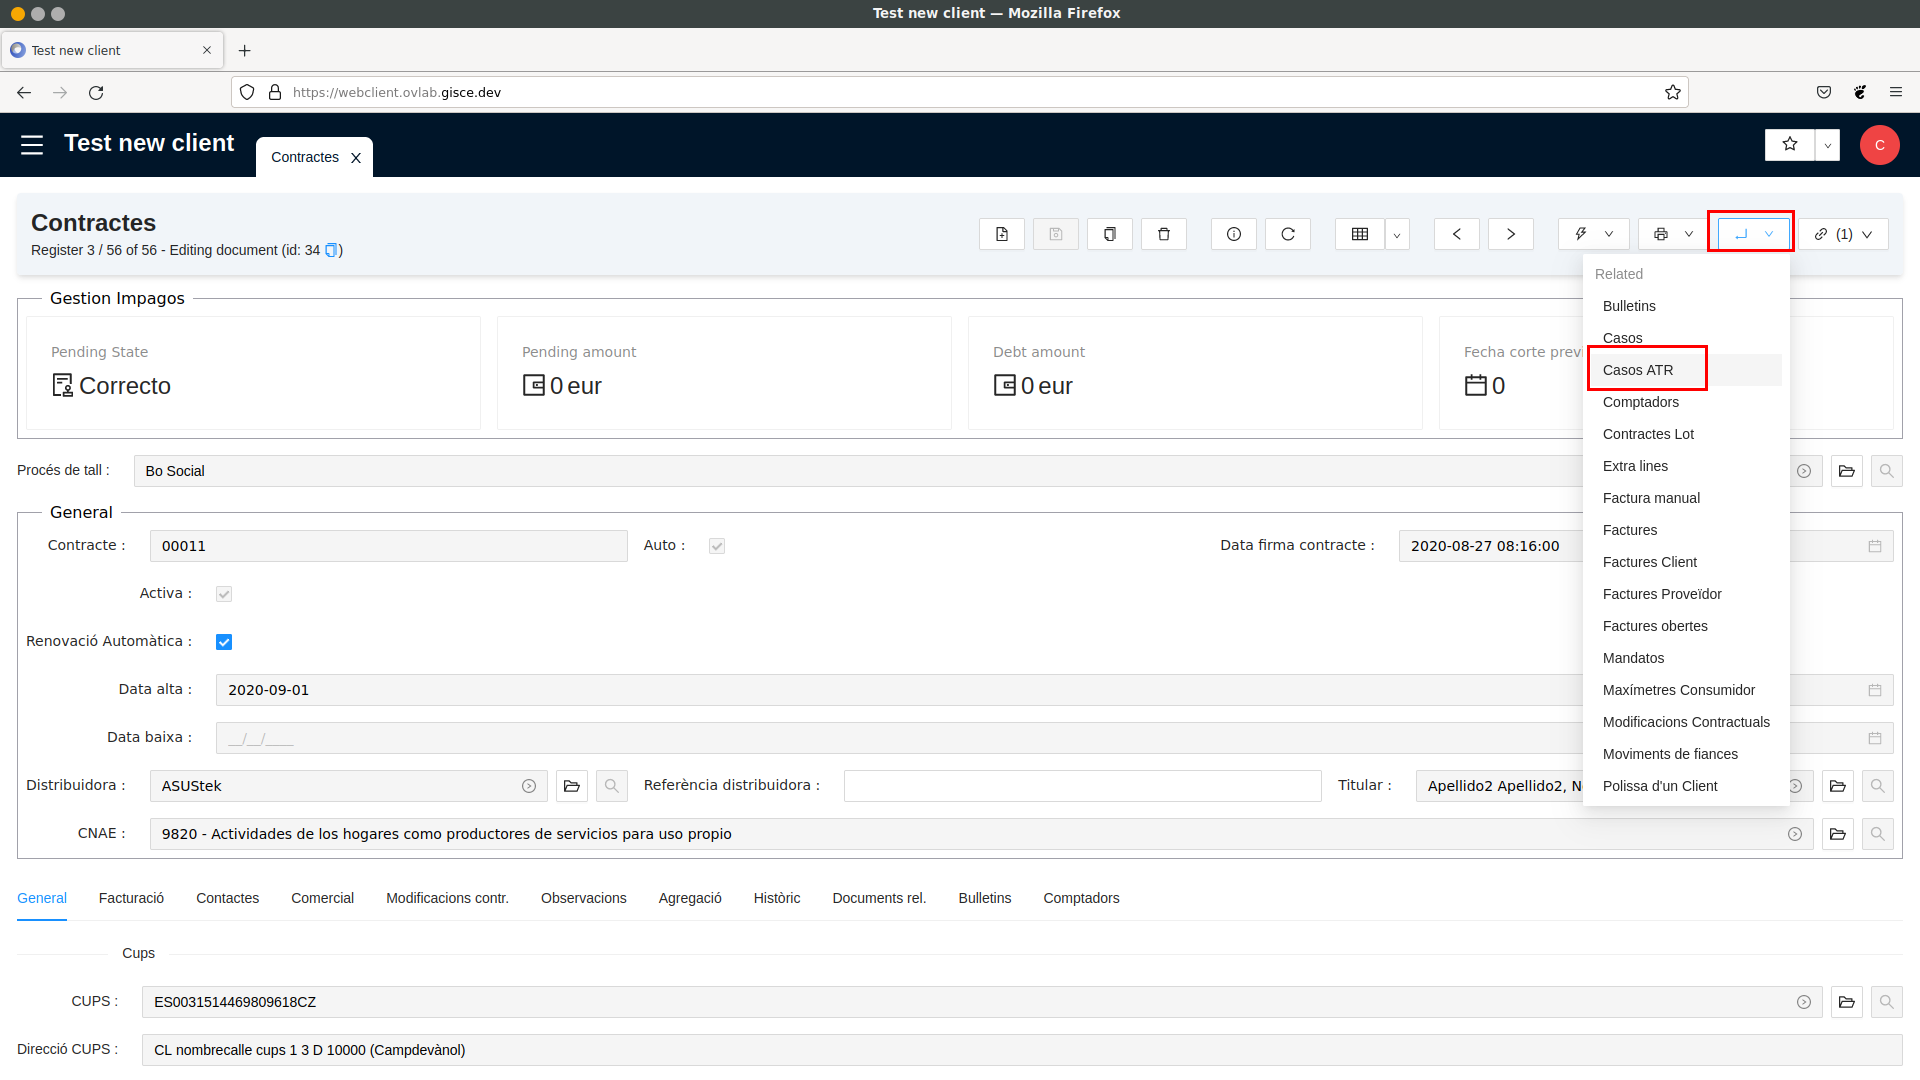 Test new client — Mozilla Firefox
Test new client
https://webclient.ovlab.gisce.dev
Test new client
Contractes X
C
Contractes
Register 3 / 56 of 56 - Editing document (id: 34 )
(1)
Related
Bulletins
Casos
Casos ATR
Comptadors
Contractes Lot
Extra lines
Factura manual
Factures
Factures Client
Factures Proveïdor
Factures obertes
Mandatos
Maxímetres Consumidor
Modificacions Contractuals
Moviments de fiances
Polissa d'un Client
Gestion Impagos
Pending State
Correcto
Pending amount
0 eur
Debt amount
0 eur
Fecha corte
0
Procés de tall :
Bo Social
General
Contracte :
00011
Auto :
Data firma contracte :
2020-08-27 08:16:00
Activa :
Renovació Automàtica :
Data alta :
2020-09-01
Data baixa :
__/__/____
Distribuidora :
ASUStek
Referència distribuidora :
Titular :
Apellido2 Apellido2,
CNAE :
9820 - Actividades de los hogares como productores de servicios para uso propio
General Facturació Contactes Comercial Modificacions contr. Observacions Agregació Històric Documents rel. Bulletins Comptadors
Cups
CUPS :
ES0031514469809618CZ
Direcció CUPS :
CL nombrecalle cups 1 3 D 10000 (Campdevànol)